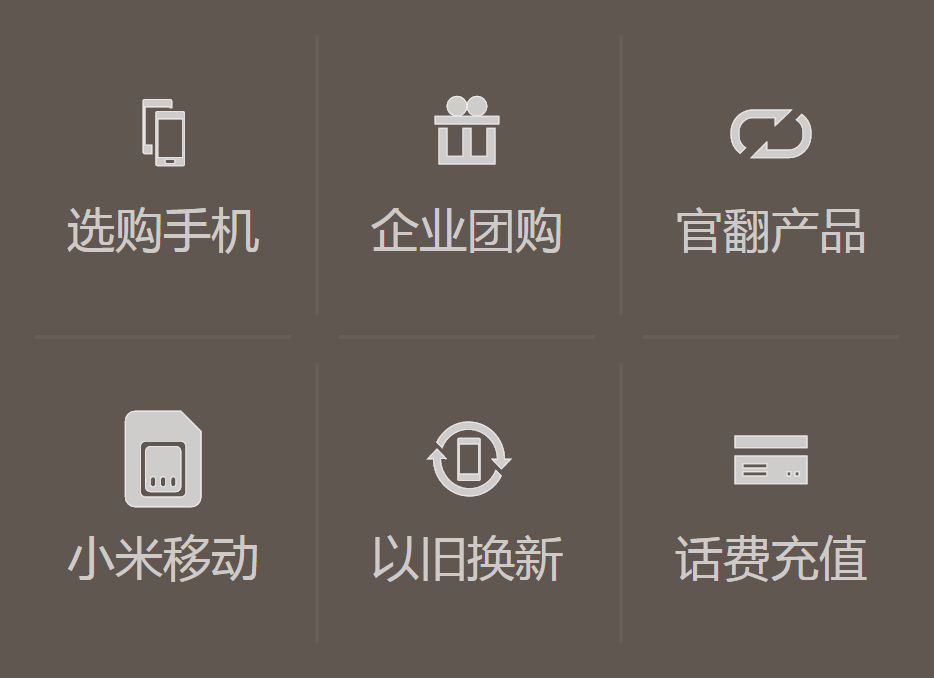 选购手机
企业团购
官翻产品
小米移动
以旧换新
话费充值